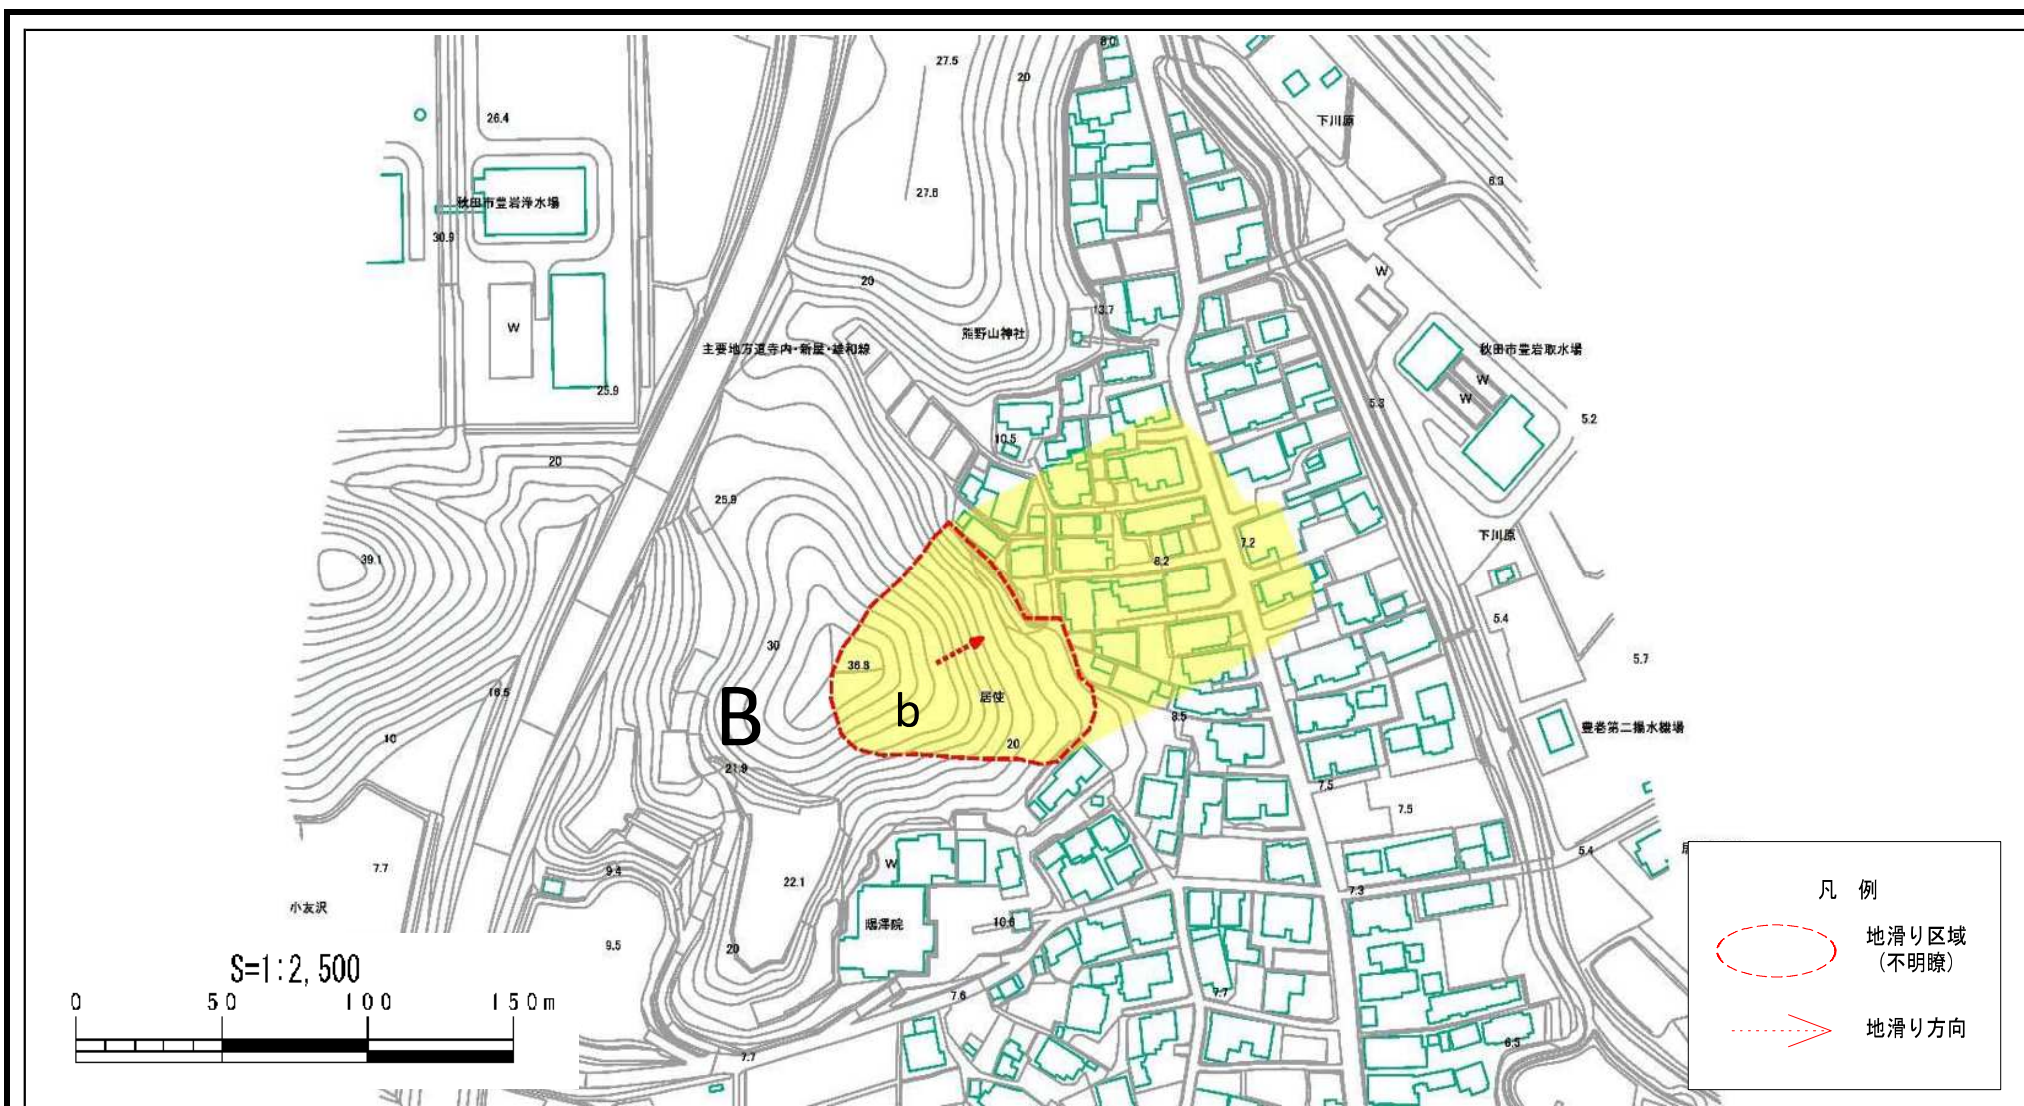 8.0
27.5
20
26.4
下川原
6.3
秋田市豊岩浄水場
27.6
30.9
W
20
13.7
W
熊野山神社
主要地方道寺内・新屋・雄和線
秋田市豊岩取水場
W
25.9
W
5.3
5.2
10.5
20
25.9
下川原
7.2
39.1
8.2
5.4
30
36.8
5.7
16.5
居使
B
b
8.5
豊巻第二揚水機場
10
20
21.9
7.5
7.5
5.4
7.7
9.4
W
22.1
7.3
小友沢
10.6
9.5
20
7.6
7.7
7.7
6.5
S=1:2,500
0 50 100 150m
凡 例
地滑り区域
(不明瞭)
地滑り方向